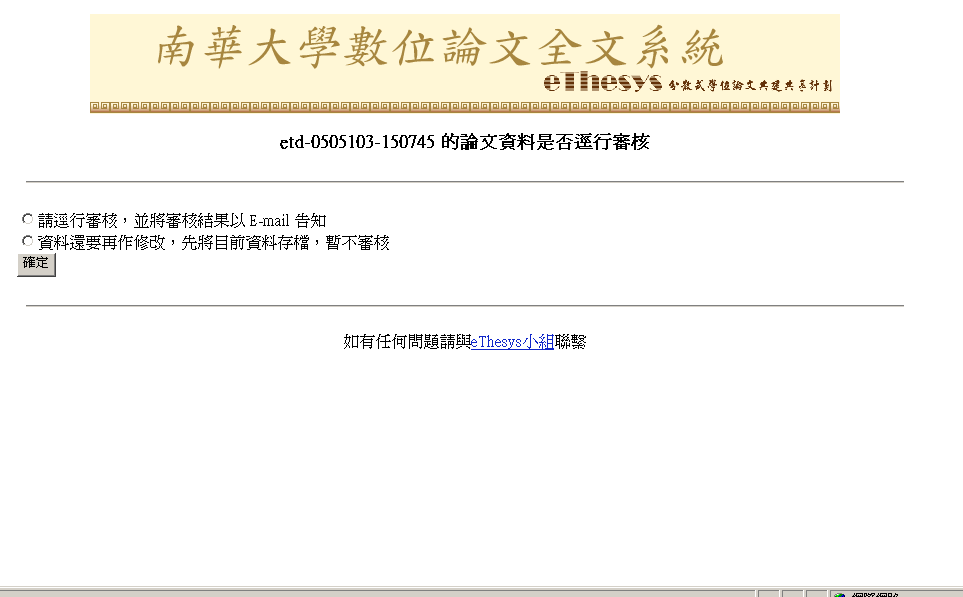 南華大學數位論文全文系統
eThesys 分散式學位論文共建共享計劃
etd-0505103-150745 的論文資料是否逕行審核
請逕行審核，並將審核結果以 E-mail 告知
資料還要再作修改，先將目前資料存檔，暫不審核
確定
如有任何問題請與eThesys小組聯繫